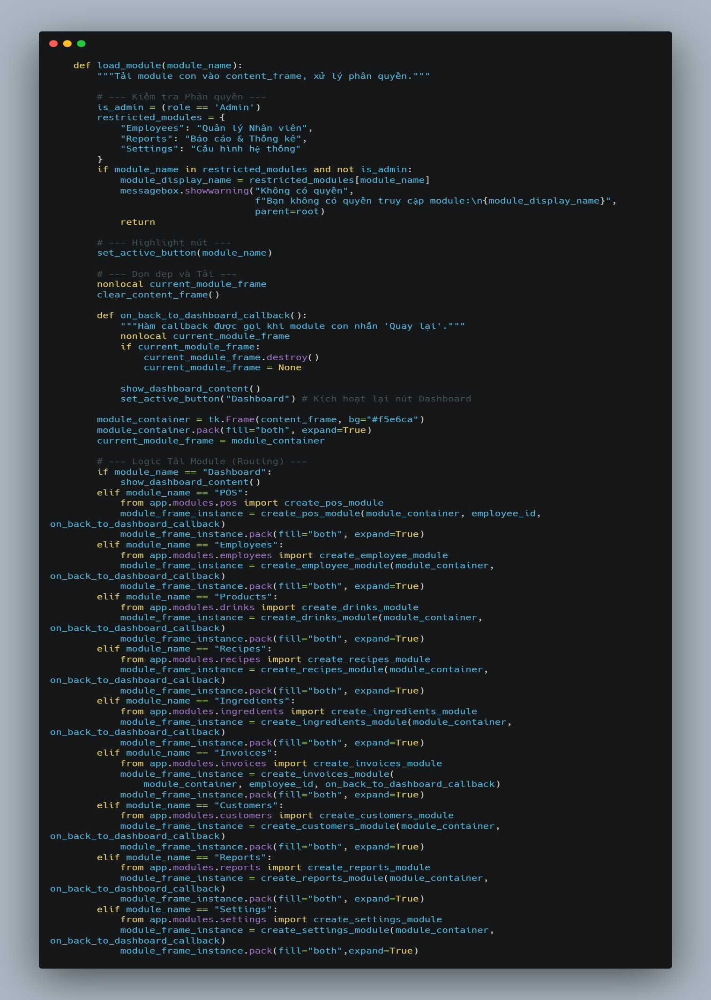 def load_module(module_name):
        """Tải module con vào content_frame, xử lý phân quyền."""

        # --- Kiểm tra Phân quyền ---
        is_admin = (role == 'Admin')
        restricted_modules = {
            "Employees": "Quản lý Nhân viên",
            "Reports": "Báo cáo & Thống kê",
            "Settings": "Cấu hình hệ thống"
        }
        if module_name in restricted_modules and not is_admin:
            module_display_name = restricted_modules[module_name]
            messagebox.showwarning("Không có quyền",
                                   f"Bạn không có quyền truy cập module:\n{module_display_name}",
                                   parent=root)
            return

        # --- Highlight nút ---
        set_active_button(module_name)

        # --- Dọn dẹp và Tải ---
        nonlocal current_module_frame
        clear_content_frame()

        def on_back_to_dashboard_callback():
            """Hàm callback được gọi khi module con nhấn 'Quay lại'."""
            nonlocal current_module_frame
            if current_module_frame:
                current_module_frame.destroy()
                current_module_frame = None

            show_dashboard_content()
            set_active_button("Dashboard") # Kích hoạt lại nút Dashboard

        module_container = tk.Frame(content_frame, bg="#f5e6ca")
        module_container.pack(fill="both", expand=True)
        current_module_frame = module_container

        # --- Logic Tải Module (Routing) ---
        if module_name == "Dashboard":
            show_dashboard_content()
        elif module_name == "POS":
            from app.modules.pos import create_pos_module
            module_frame_instance = create_pos_module(module_container, employee_id,
on_back_to_dashboard_callback)
            module_frame_instance.pack(fill="both", expand=True)
        elif module_name == "Employees":
            from app.modules.employees import create_employee_module
            module_frame_instance = create_employee_module(module_container,
on_back_to_dashboard_callback)
            module_frame_instance.pack(fill="both", expand=True)
        elif module_name == "Products":
            from app.modules.drinks import create_drinks_module
            module_frame_instance = create_drinks_module(module_container,
on_back_to_dashboard_callback)
            module_frame_instance.pack(fill="both", expand=True)
        elif module_name == "Recipes":
            from app.modules.recipes import create_recipes_module
            module_frame_instance = create_recipes_module(module_container,
on_back_to_dashboard_callback)
            module_frame_instance.pack(fill="both", expand=True)
        elif module_name == "Ingredients":
            from app.modules.ingredients import create_ingredients_module
            module_frame_instance = create_ingredients_module(module_container,
on_back_to_dashboard_callback)
            module_frame_instance.pack(fill="both", expand=True)
        elif module_name == "Invoices":
            from app.modules.invoices import create_invoices_module
            module_frame_instance = create_invoices_module(
                module_container, employee_id, on_back_to_dashboard_callback)
            module_frame_instance.pack(fill="both", expand=True)
        elif module_name == "Customers":
            from app.modules.customers import create_customers_module
            module_frame_instance = create_customers_module(module_container,
on_back_to_dashboard_callback)
            module_frame_instance.pack(fill="both", expand=True)
        elif module_name == "Reports":
            from app.modules.reports import create_reports_module
            module_frame_instance = create_reports_module(module_container,
on_back_to_dashboard_callback)
            module_frame_instance.pack(fill="both", expand=True)
        elif module_name == "Settings":
            from app.modules.settings import create_settings_module
            module_frame_instance = create_settings_module(module_container,
on_back_to_dashboard_callback)
            module_frame_instance.pack(fill="both",expand=True)